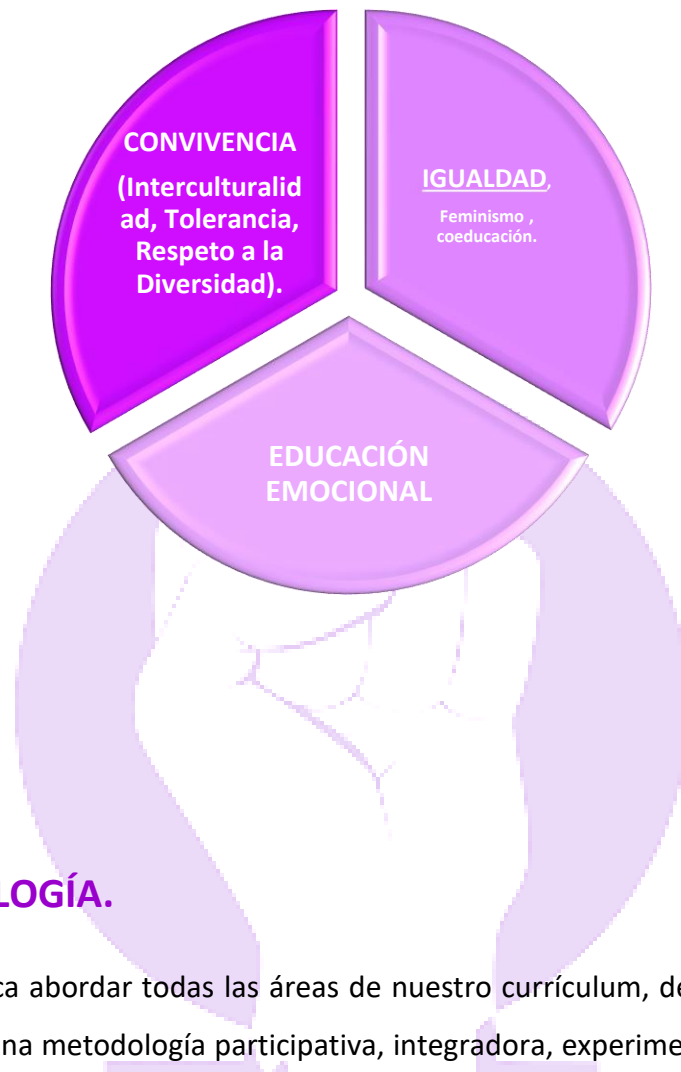 CONVIVENCIA
(Interculturalid
ad, Tolerancia,
Respeto a la
Diversidad).
IGUALDAD,
Feminismo ,
coeducación.
EDUCACIÓN
EMOCIONAL
LOGÍA.
ca abordar todas las áreas de nuestro currículum, de
na metodología participativa, integradora, experime